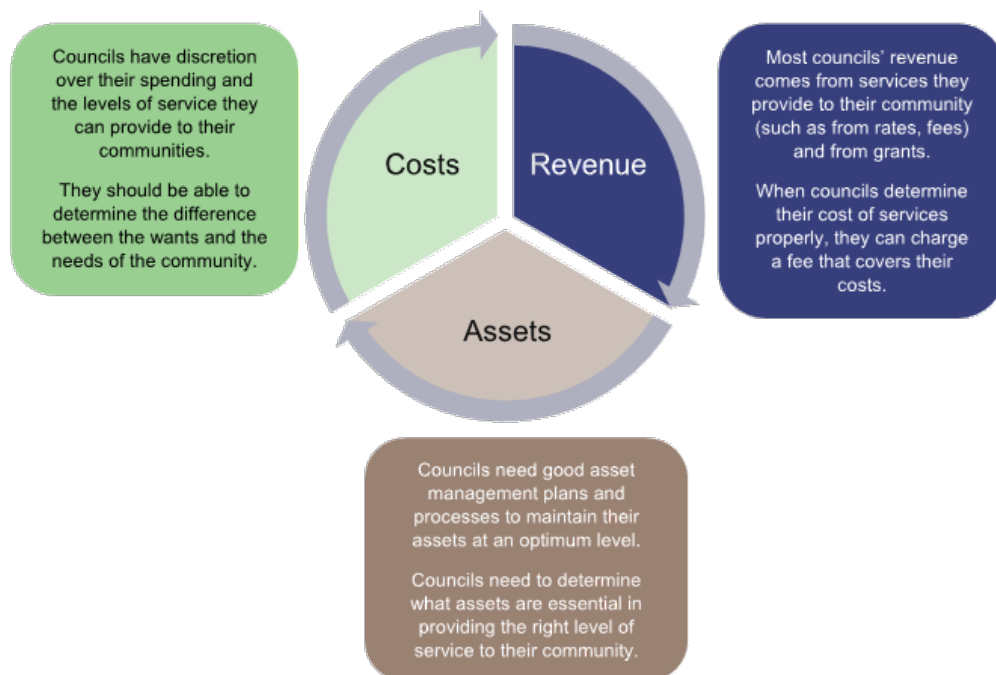 Councils have discretion
over their spending and
the levels of service they
can provide to their
communities.
They should be able to
determine the difference
between the wants and the
needs of the community.
Costs
Revenue
Most councils’ revenue
comes from services they
provide to their community
(such as from rates, fees)
and from grants.
When councils determine
their cost of services
properly, they can charge
a fee that covers their
costs.
Assets
Councils need good asset
management plans and
processes to maintain their
assets at an optimum level.
Councils need to determine
what assets are essential in
providing the right level of
service to their community.